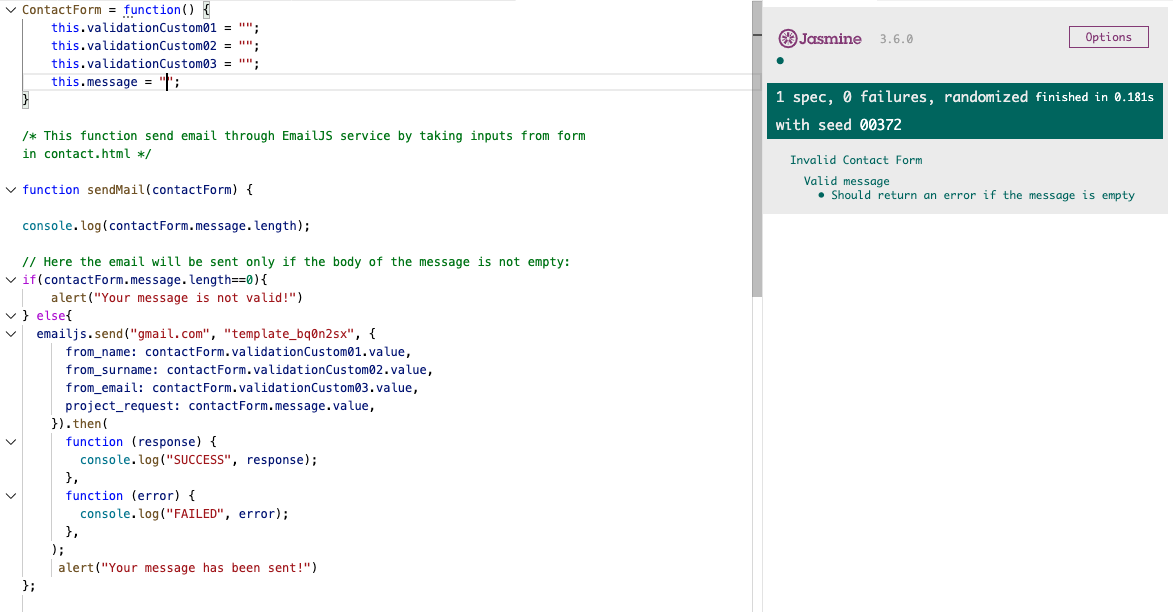 ContactForm = function() {
    this.validationCustom01 = "";
    this.validationCustom02 = "";
    this.validationCustom03 = "";
    this.message = "";
}
/* This function send email through EmailJS service by taking inputs from form
in contact.html */
function sendMail(contactForm) {
console.log(contactForm.message.length);
// Here the email will be sent only if the body of the message is not empty:
if(contactForm.message.length==0){
    alert("Your message is not valid!")
} else{
  emailjs.send("gmail.com", "template_bq0n2sx", {
      from_name: contactForm.validationCustom01.value,
      from_surname: contactForm.validationCustom02.value,
      from_email: contactForm.validationCustom03.value,
      project_request: contactForm.message.value,
    }).then(
      function (response) {
        console.log("SUCCESS", response);
      },
      function (error) {
        console.log("FAILED", error);
      },
    );
     alert("Your message has been sent!")
};
Jasmine 3.6.0
Options
1 spec, 0 failures, randomized finished in 0.181s
with seed 00372
Invalid Contact Form
Valid message
• Should return an error if the message is empty